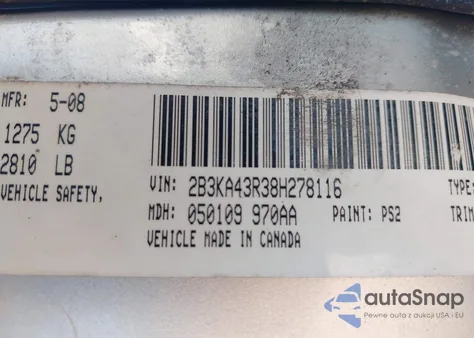 MFR: 5-08
1275 KG
2810 LB
VEHICLE SAFETY,
VIN: 2B3KA43R38H278116 TYPE:
MDH: 050109 970AA PAINT: PS2 TRIM
VEHICLE MADE IN CANADA
autoSnap
Pewne auta z aukcji USA i EU